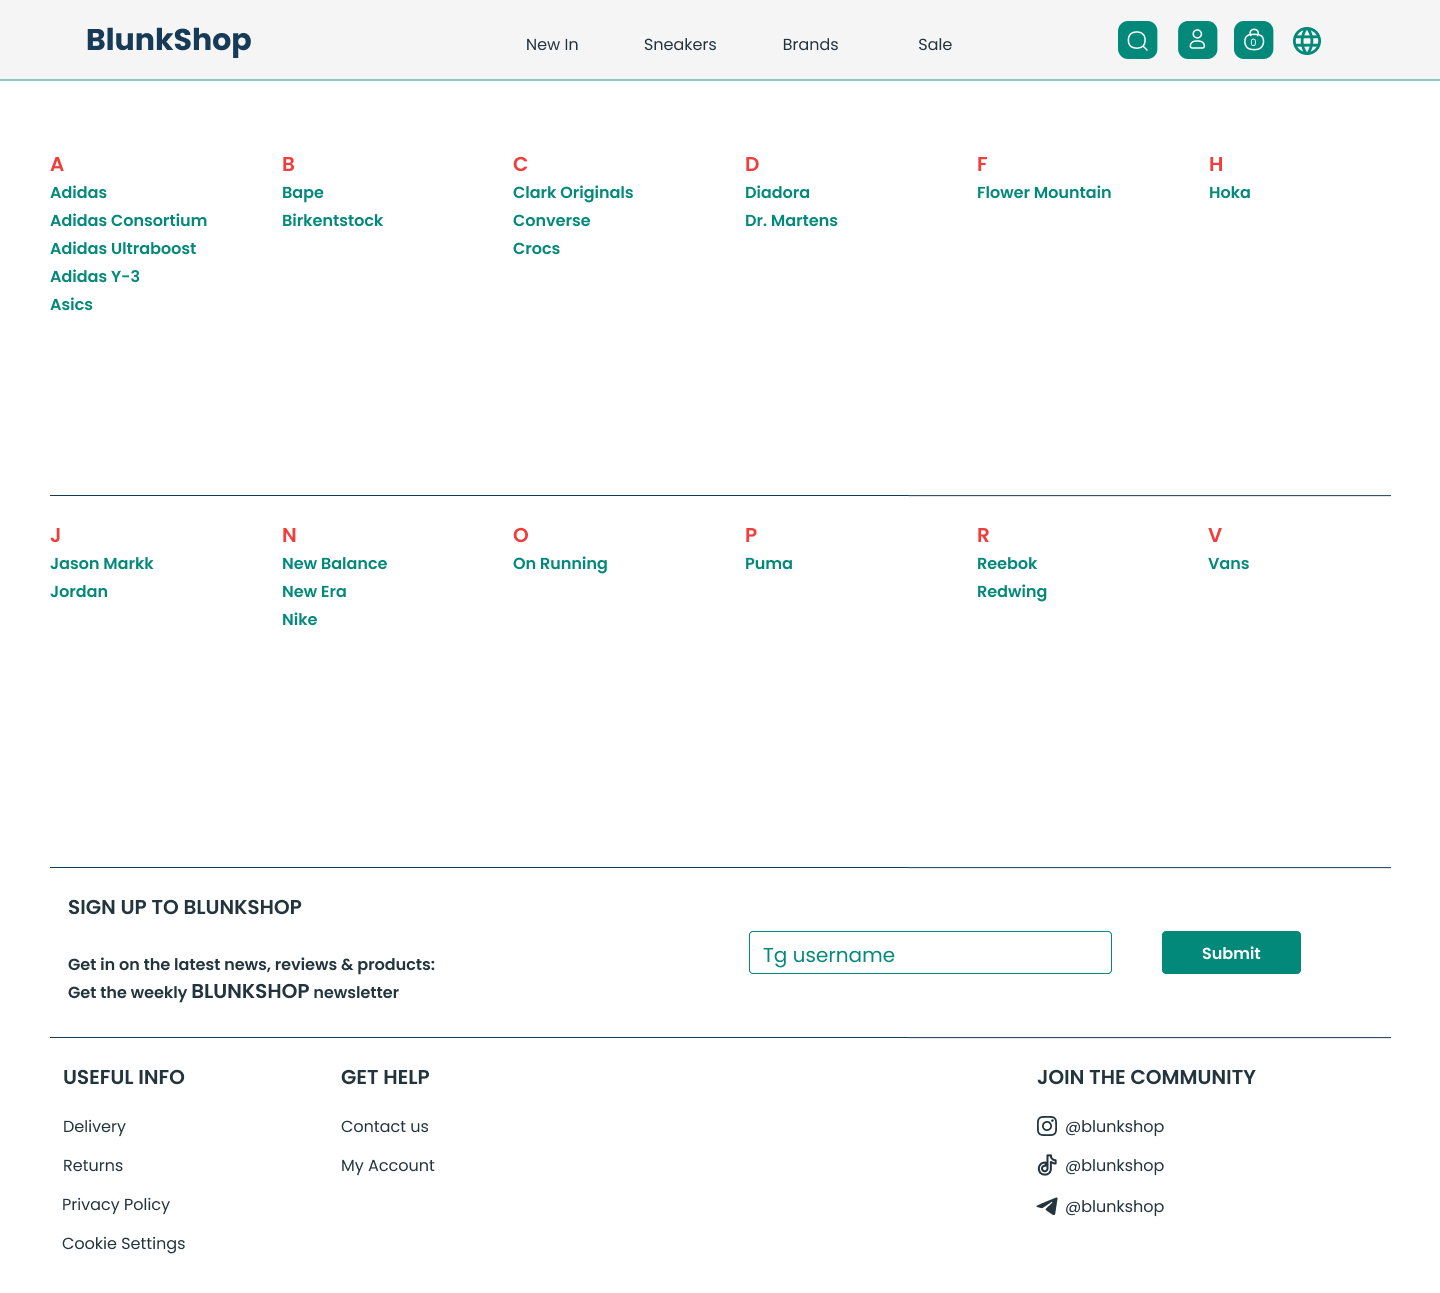 BlunkShop
New In
Sneakers
Brands
Sale
0
A
Adidas
Adidas Consortium
Adidas Ultraboost
Adidas Y-3
Asics
B
Bape
Birkentstock
C
Clark Originals
Converse
Crocs
D
Diadora
Dr. Martens
F
Flower Mountain
H
Hoka
J
Jason Markk
Jordan
N
New Balance
New Era
Nike
O
On Running
P
Puma
R
Reebok
Redwing
V
Vans
SIGN UP TO BLUNKSHOP
Get in on the latest news, reviews & products:
Get the weekly BLUNKSHOP newsletter
Tg username
Submit
USEFUL INFO
Delivery
Returns
Privacy Policy
Cookie Settings
GET HELP
Contact us
My Account
JOIN THE COMMUNITY
@blunkshop
@blunkshop
@blunkshop